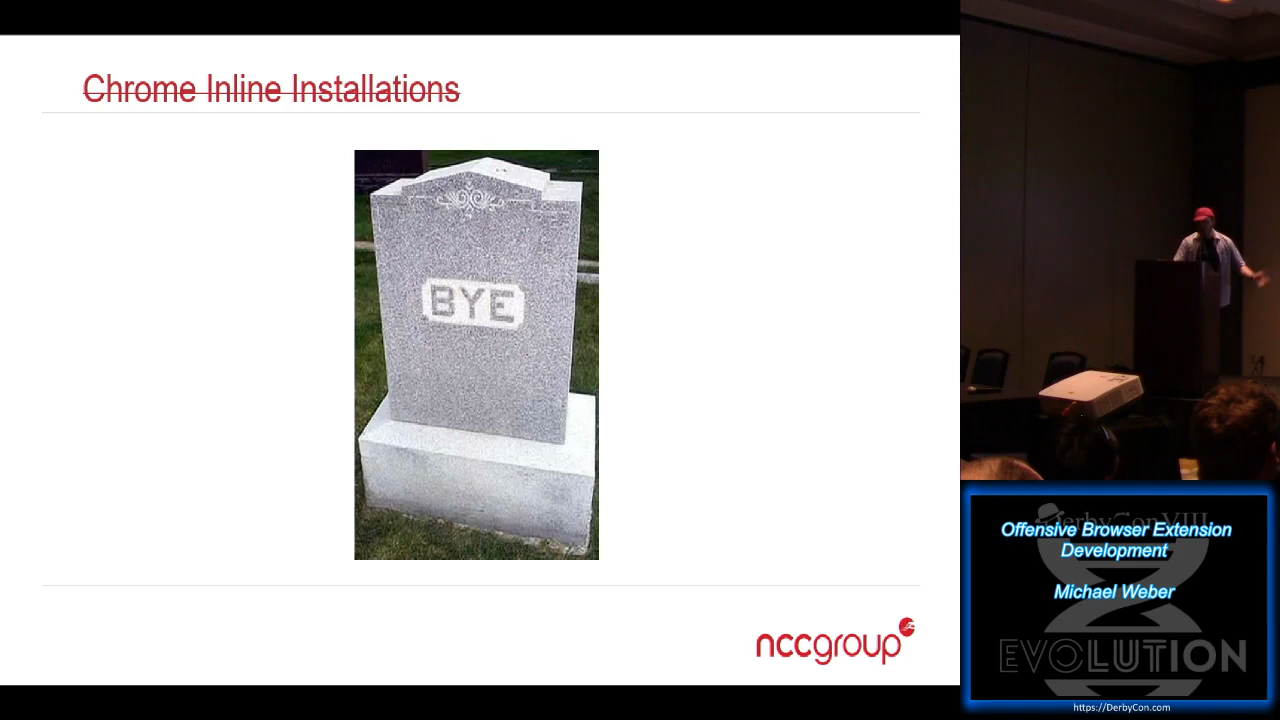 Chrome Inline Installations
BYE
nccgroup
DerbyCon VIII
Offensive Browser Extension
Development
Michael Weber
EVOLUTION
https://DerbyCon.com